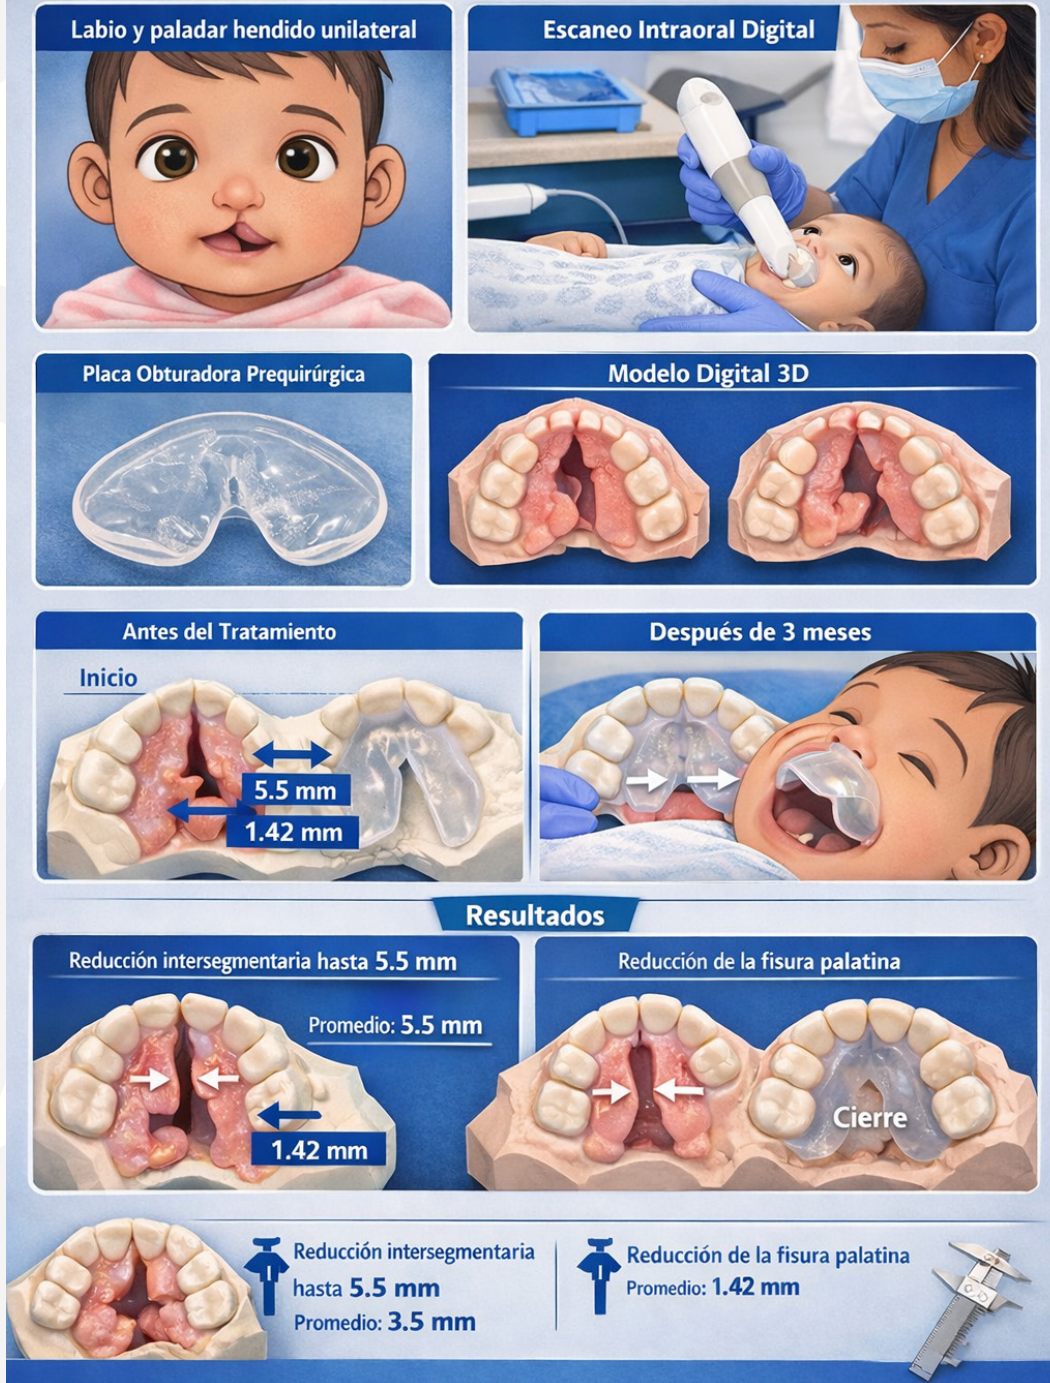 Labio y paladar hendido unilateral
Escaneo Intraoral Digital
Placa Obturadora Prequirúrgica
Modelo Digital 3D
Antes del Tratamiento
Inicio
5.5 mm
1.42 mm
Después de 3 meses
Resultados
Reducción intersegmentaria hasta 5.5 mm
Promedio: 5.5 mm
1.42 mm
Reducción de la fisura palatina
Cierre
Reducción intersegmentaria
hasta 5.5 mm
Promedio: 3.5 mm
Reducción de la fisura palatina
Promedio: 1.42 mm